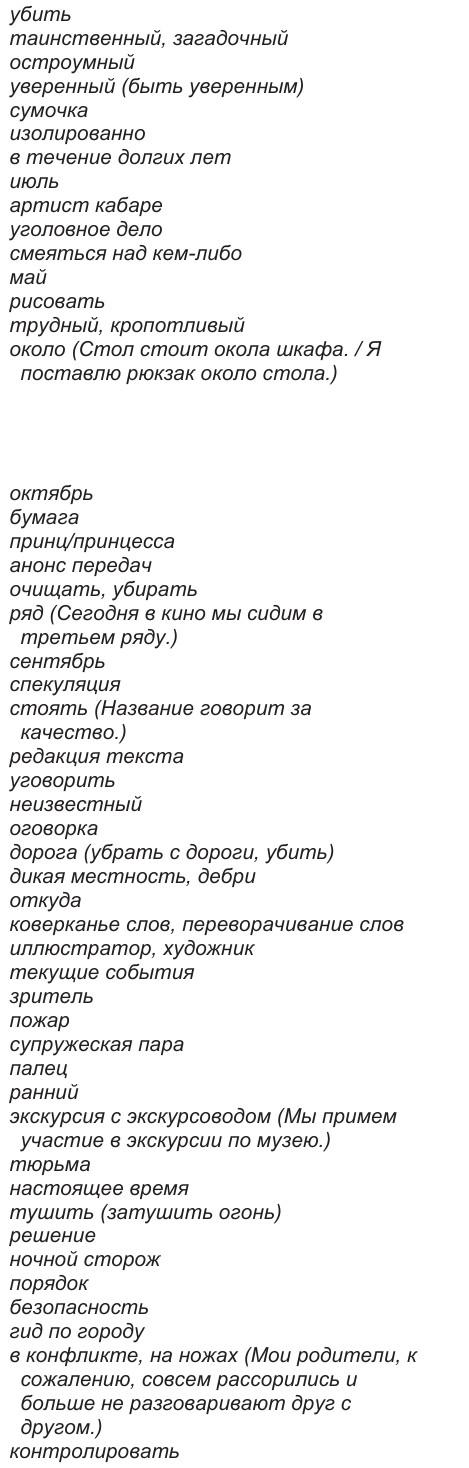 убить
таинственный, загадочный
остроумный
уверенный (быть уверенным)
сумочка
изолированно
в течение долгих лет
июль
артист кабаре
уголовное дело
смеяться над кем-либо
май
рисовать
трудный, кропотливый
около (Стол стоит окола шкафа. / Я
поставлю рюкзак около стола.)
октябрь
бумага
принц/принцесса
анонс передач
очищать, убирать
ряд (Сегодня в кино мы сидим в
третьем ряду.)
сентябрь
спекуляция
стоять (Название говорит за
качество.)
редакция текста
уговорить
неизвестный
оговорка
дорога (убрать с дороги, убить)
дикая местность, дебри
откуда
коверканье слов, переворачивание слов
иллюстратор, художник
текущие события
зритель
пожар
супружеская пара
палец
ранний
экскурсия с экскурсоводом (Мы примем
участие в экскурсии по музею.)
тюрьма
настоящее время
тушить (затушить огонь)
решение
ночной сторож
порядок
безопасность
гид по городу
в конфликте, на ножах (Мои родители, к
сожалению, совсем рассорились и
больше не разговаривают друг с
другом.)
контролировать